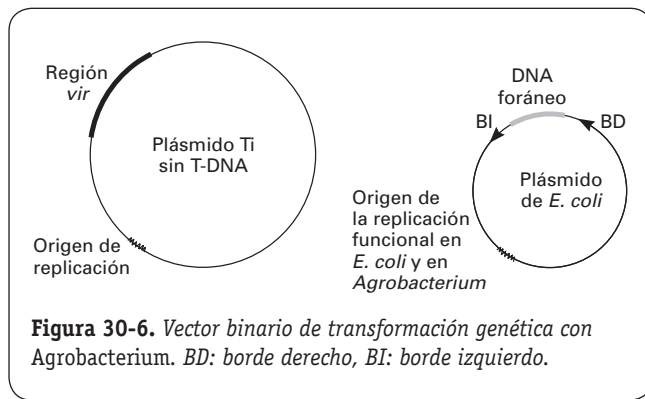 Región
vir
Plásmido Ti
sin T-DNA
Origen de
replicación
DNA
foráneo
BI
BD
Plásmido
de E. coli
Origen de
la replicación
funcional en
E. coli y en
Agrobacterium
Figura 30-6. Vector binario de transformación genética con
Agrobacterium. BD: borde derecho, BI: borde izquierdo.